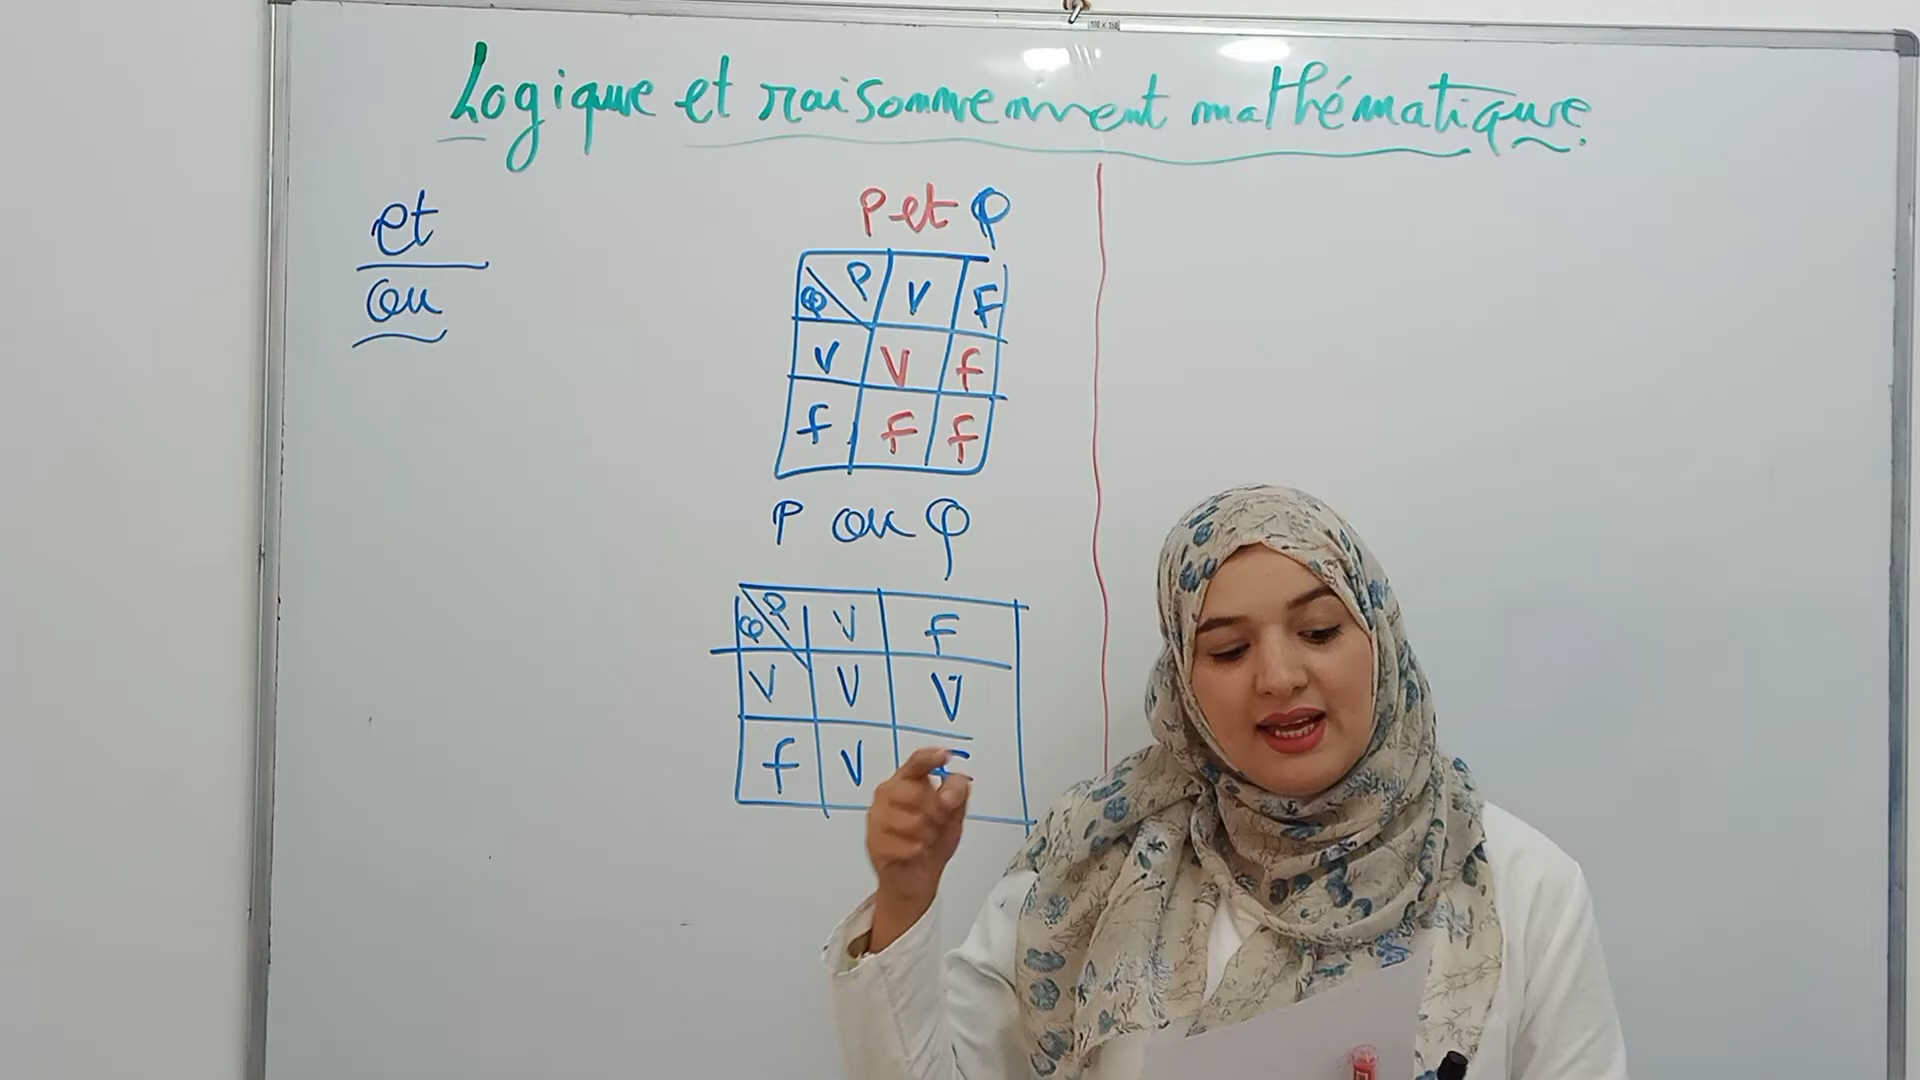 Logique et raisonnement mathématique.
et
ou
P et Q
Q P V F
V V f
f f f
P ou Q
Q P V f
V V V
f V f